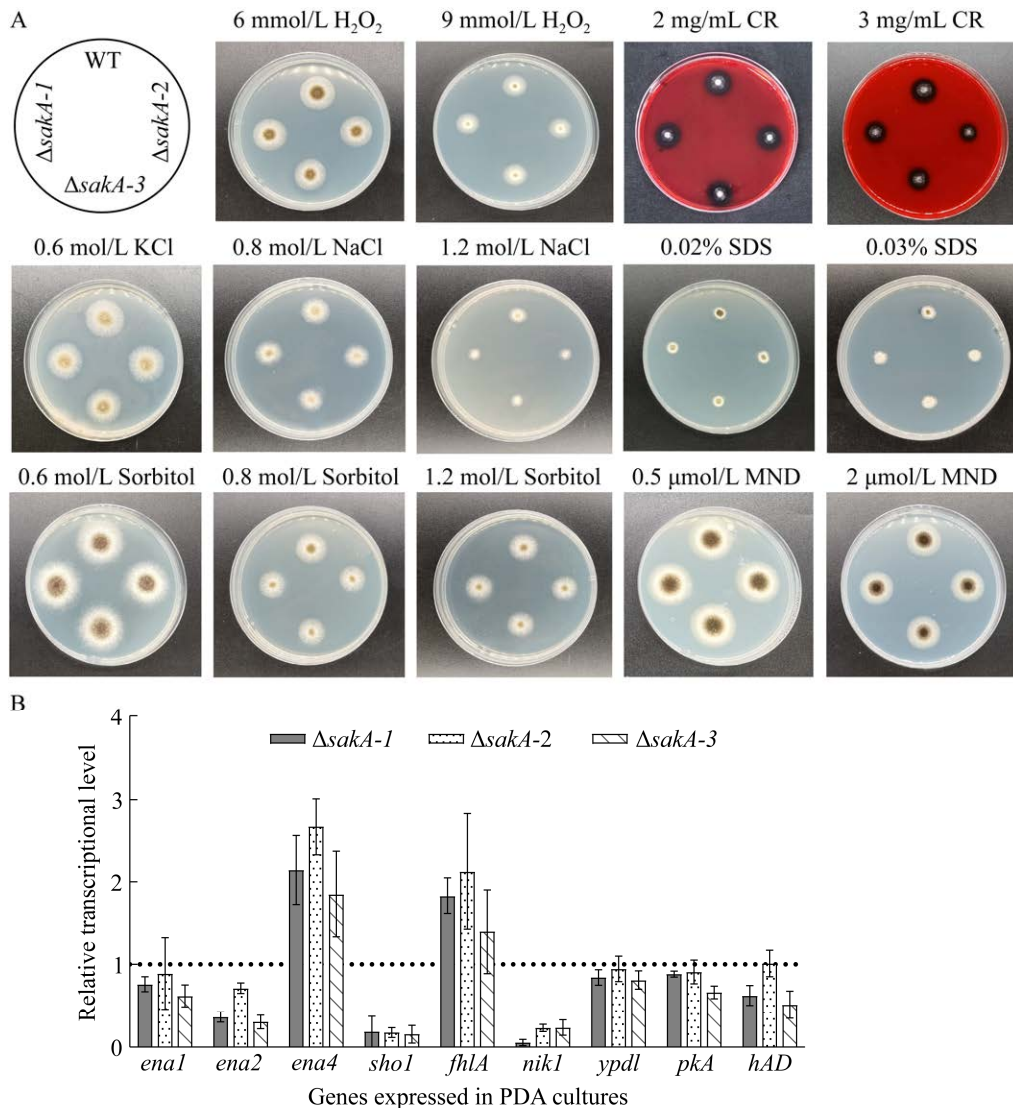 A
6 mmol/L H₂O₂ 9 mmol/L H₂O₂ 2 mg/mL CR 3 mg/mL CR
WT
ΔsakA-1
ΔsakA-2
ΔsakA-3
0.6 mol/L KCl 0.8 mol/L NaCl 1.2 mol/L NaCl 0.02% SDS 0.03% SDS
0.6 mol/L Sorbitol 0.8 mol/L Sorbitol 1.2 mol/L Sorbitol 0.5 μmol/L MND 2 μmol/L MND
B
4
ΔsakA-1 ΔsakA-2 ΔsakA-3
3
Relative transcriptional level
2
1
0
ena1 ena2 ena4 sho1 fhlA nik1 ypdl pkA hAD
Genes expressed in PDA cultures